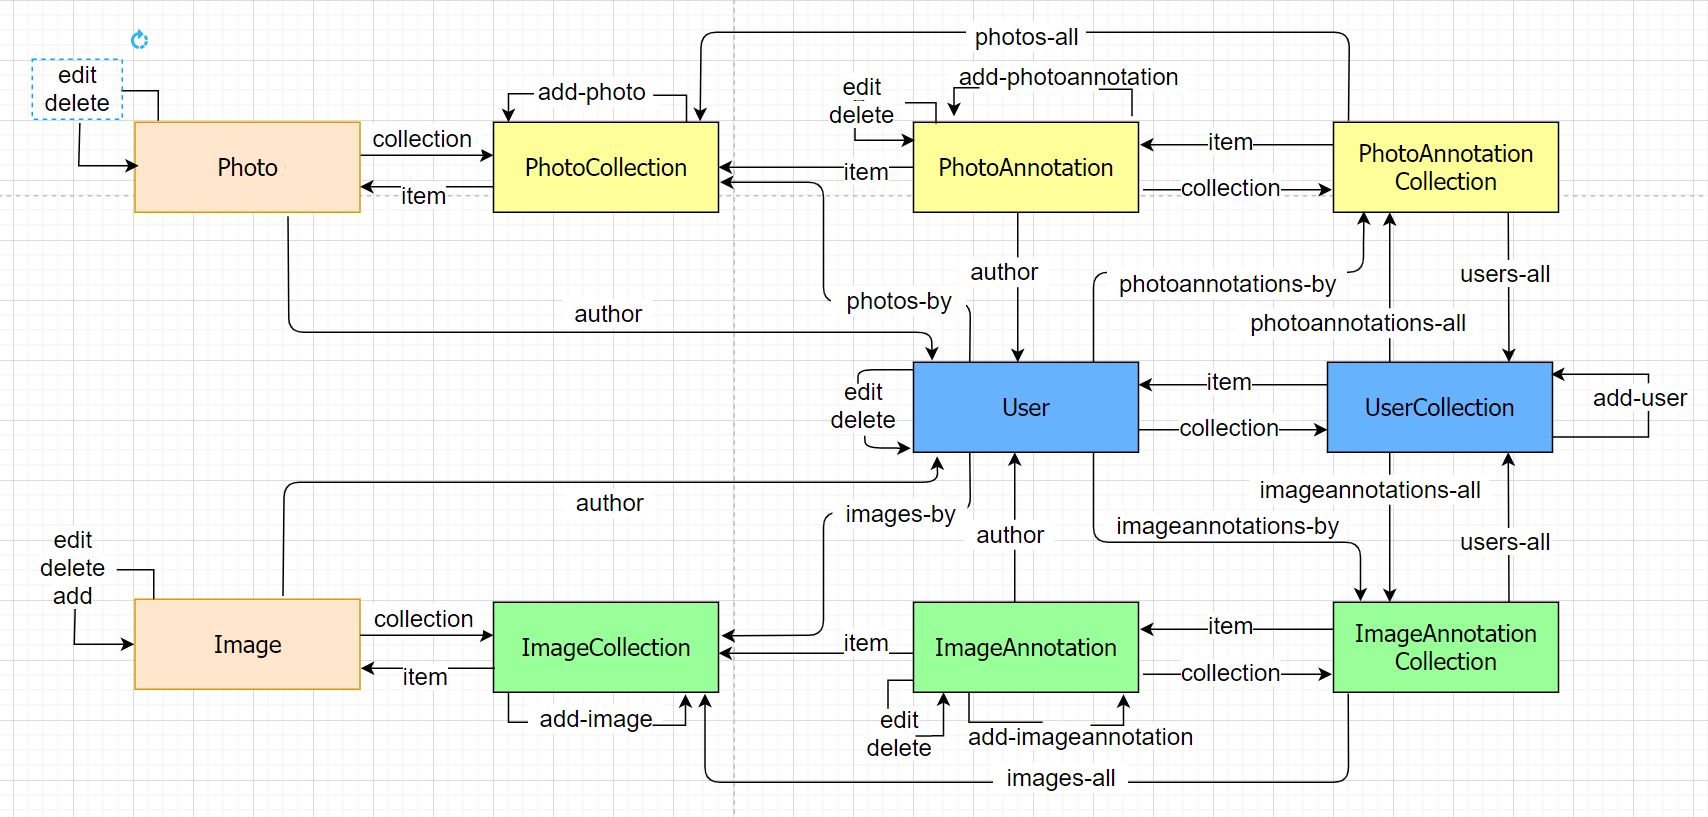 photos-all
edit
delete
add-photo
edit
delete
add-photoannotation
Photo
collection
item
PhotoCollection
item
PhotoAnnotation
item
collection
PhotoAnnotation
Collection
author
photos-by
author
photoannotations-by
photoannotations-all
users-all
edit
delete
User
item
collection
UserCollection
add-user
author
images-by
author
imageannotations-by
imageannotations-all
users-all
edit
delete
add
Image
collection
item
ImageCollection
item
ImageAnnotation
item
collection
ImageAnnotation
Collection
add-image
edit
delete
add-imageannotation
images-all